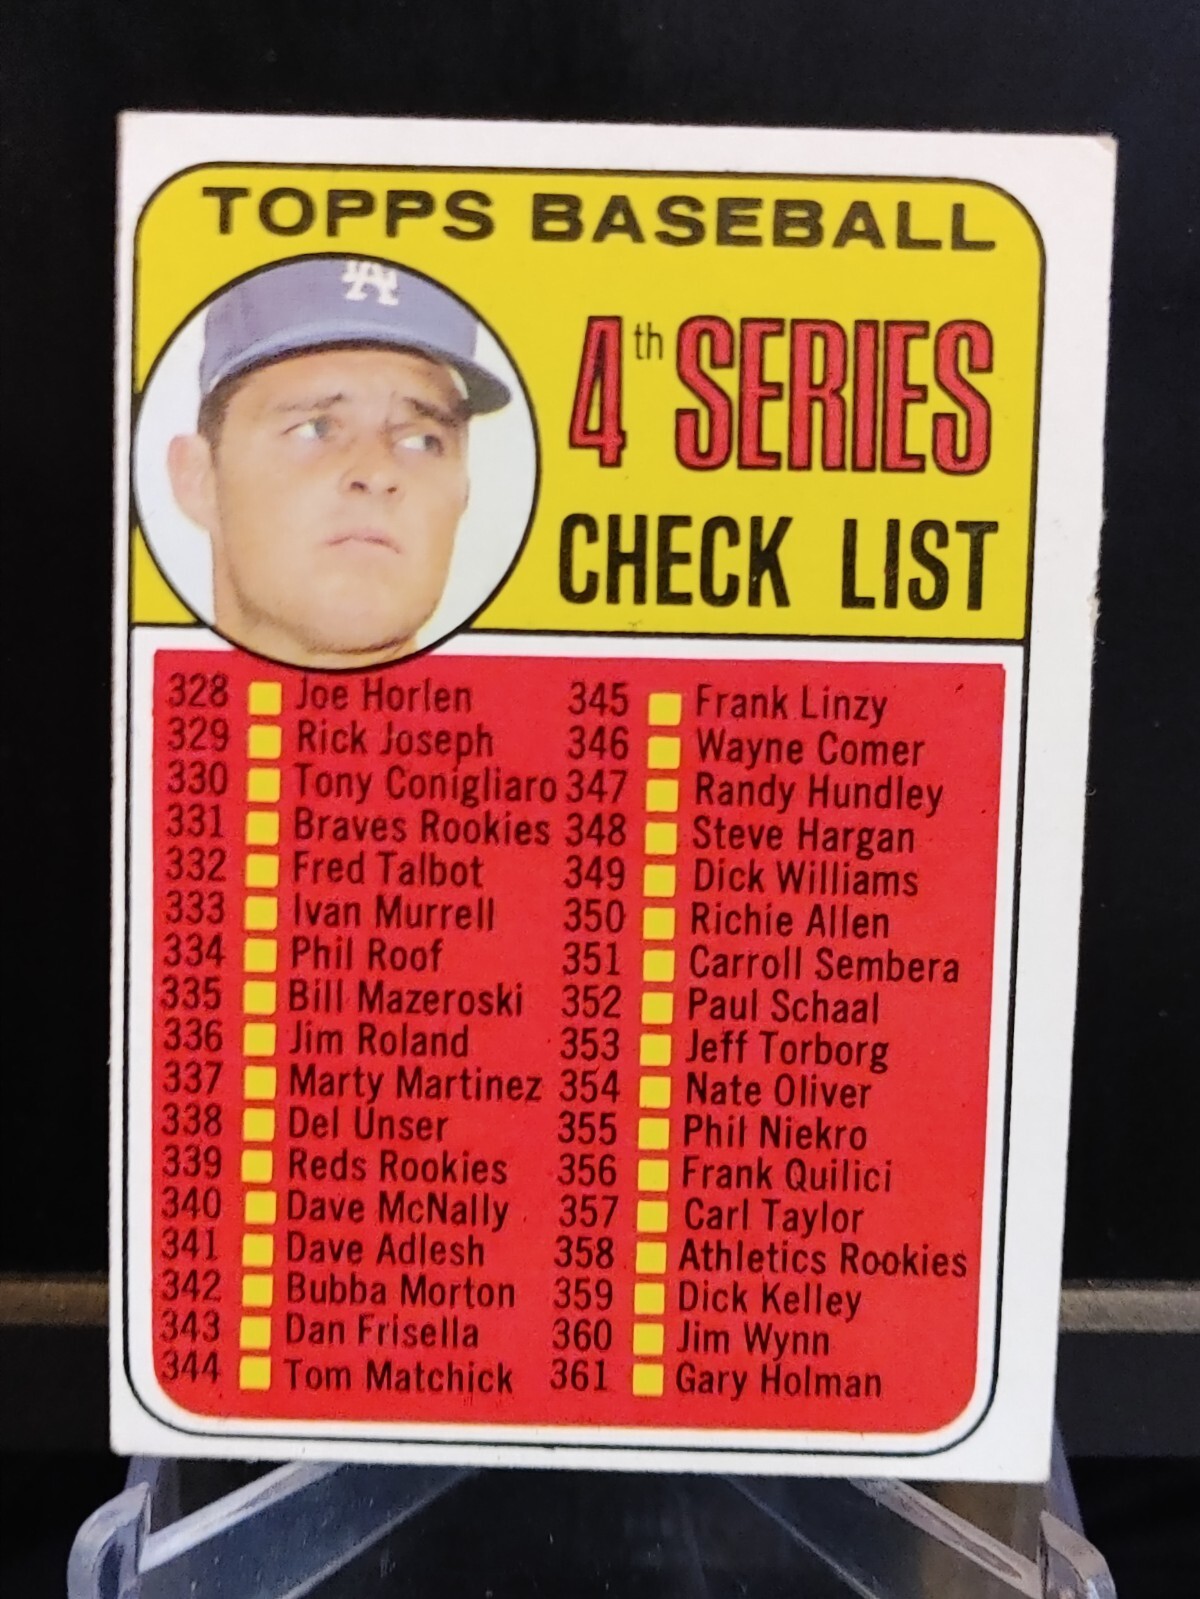 TOPPS BASEBALL
LA
4th SERIES
CHECK LIST
328 Joe Horlen
329 Rick Joseph
330 Tony Conigliaro
331 Braves Rookies
332 Fred Talbot
333 Ivan Murrell
334 Phil Roof
335 Bill Mazeroski
336 Jim Roland
337 Marty Martinez
338 Del Unser
339 Reds Rookies
340 Dave McNally
341 Dave Adlesh
342 Bubba Morton
343 Dan Frisella
344 Tom Matchick
345 Frank Linzy
346 Wayne Comer
347 Randy Hundley
348 Steve Hargan
349 Dick Williams
350 Richie Allen
351 Carroll Sembera
352 Paul Schaal
353 Jeff Torborg
354 Nate Oliver
355 Phil Niekro
356 Frank Quilici
357 Carl Taylor
358 Athletics Rookies
359 Dick Kelley
360 Jim Wynn
361 Gary Holman